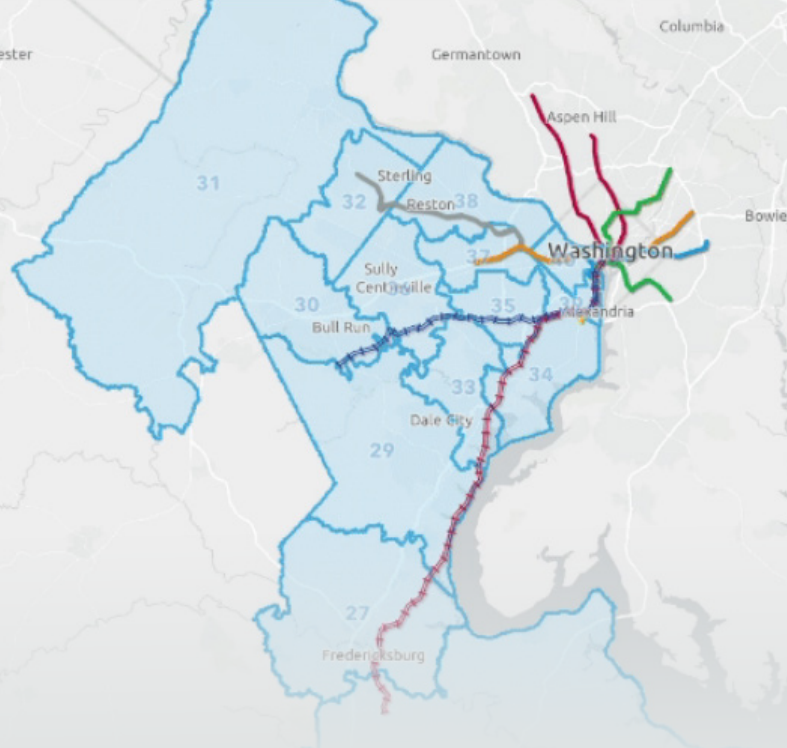 Columbia
ester
Germantown
Aspen Hill
31
Sterling
32
Reston
38
Bowie
37
Washington
Sully
Centreville
30
35
39
Alexandria
Bull Run
34
33
Dale City
29
27
Fredericksburg